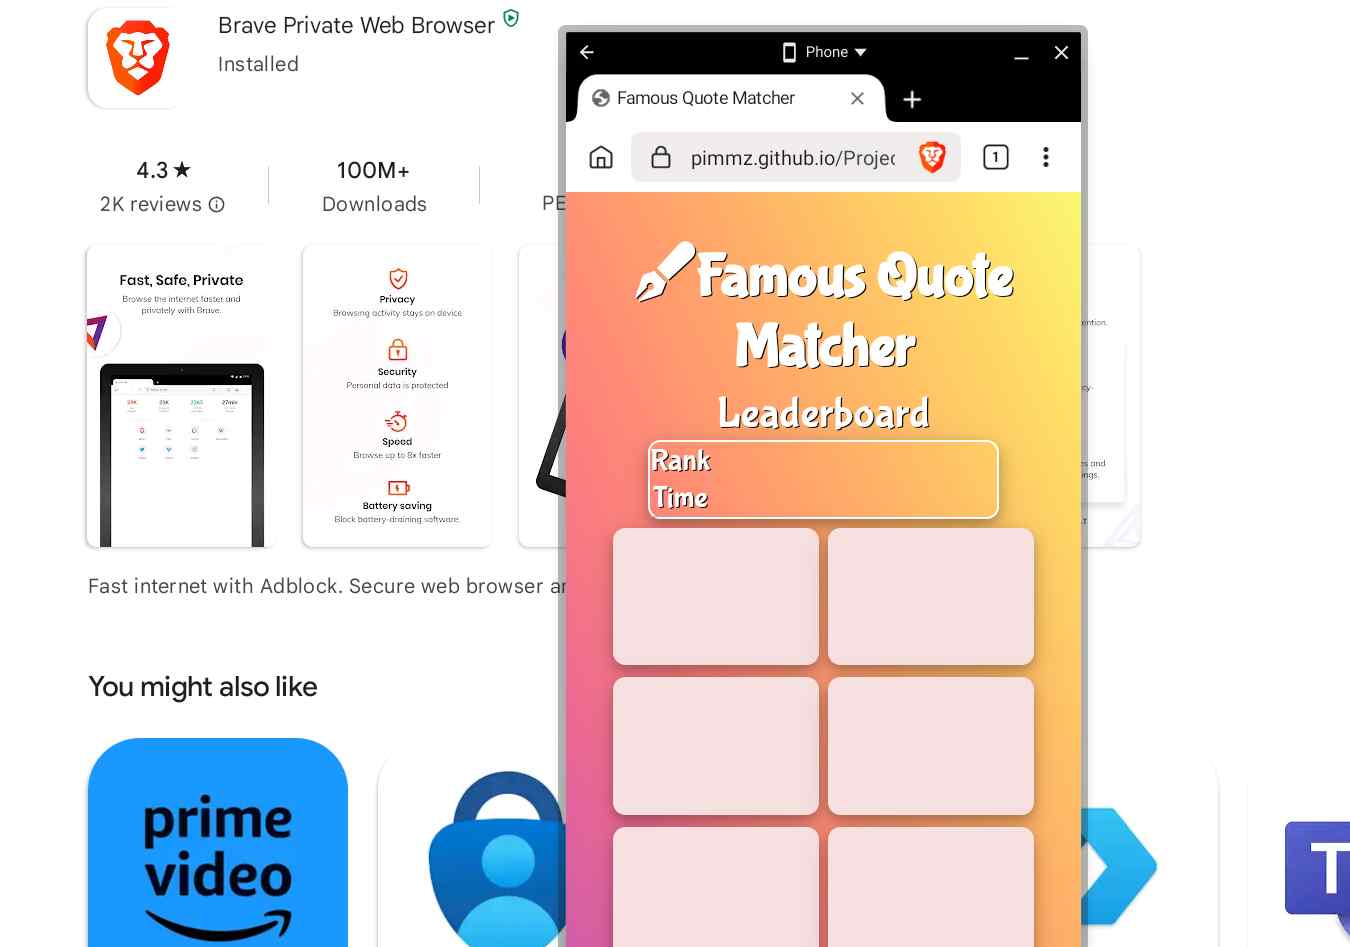 Brave Private Web Browser
Installed
4.3 ★
2K reviews
100M+
Downloads
PE
Fast, Safe, Private
Browse the internet faster and
privately with Brave.
Privacy
Browsing activity stays on device
Security
Personal data is protected
Speed
Browse up to 8x faster
Battery saving
Block battery-draining software.
Fast internet with Adblock. Secure web browser
You might also like
prime
video
Phone
Famous Quote Matcher
pimmz.github.io/Projec
1
Famous Quote
Matcher
Leaderboard
Rank
Time
T